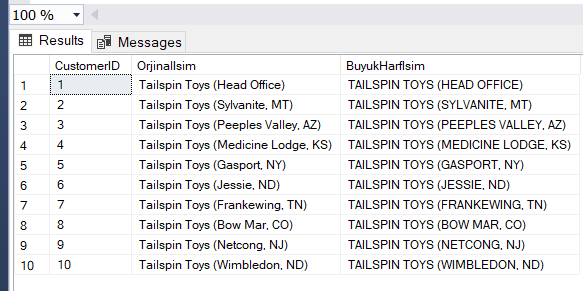 100 %
Results Messages
CustomerID OrjinalIsim BuyukHarfIsim
1 1 Tailspin Toys (Head Office) TAILSPIN TOYS (HEAD OFFICE)
2 2 Tailspin Toys (Sylvanite, MT) TAILSPIN TOYS (SYLVANITE, MT)
3 3 Tailspin Toys (Peeples Valley, AZ) TAILSPIN TOYS (PEEPLES VALLEY, AZ)
4 4 Tailspin Toys (Medicine Lodge, KS) TAILSPIN TOYS (MEDICINE LODGE, KS)
5 5 Tailspin Toys (Gasport, NY) TAILSPIN TOYS (GASPORT, NY)
6 6 Tailspin Toys (Jessie, ND) TAILSPIN TOYS (JESSIE, ND)
7 7 Tailspin Toys (Frankewing, TN) TAILSPIN TOYS (FRANKEWING, TN)
8 8 Tailspin Toys (Bow Mar, CO) TAILSPIN TOYS (BOW MAR, CO)
9 9 Tailspin Toys (Netcong, NJ) TAILSPIN TOYS (NETCONG, NJ)
10 10 Tailspin Toys (Wimbledon, ND) TAILSPIN TOYS (WIMBLEDON, ND)